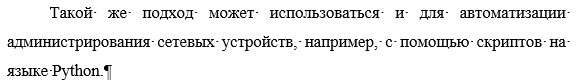 Такой же подход может использоваться и для автоматизации
администрирования сетевых устройств, например, с помощью скриптов на
языке Python.¶